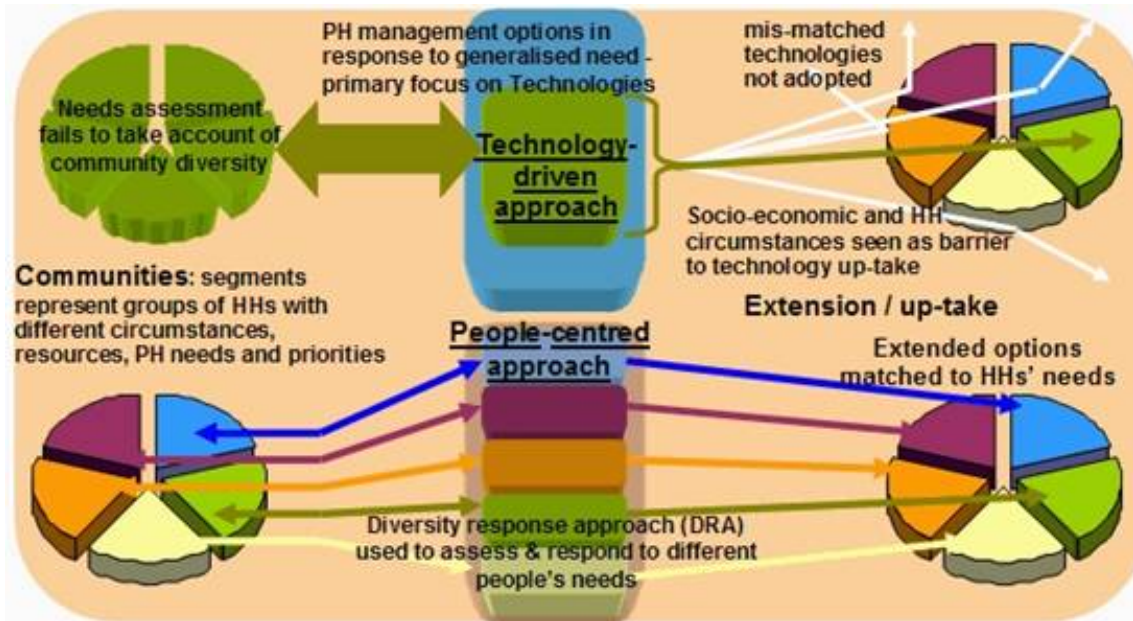 Needs assessment
fails to take account of
community diversity
PH management options in
response to generalised need -
primary focus on Technologies
Technology-
driven
approach
mis-matched
technologies
not adopted
Socio-economic and HH
circumstances seen as barrier
to technology up-take
Communities: segments
represent groups of HHs with
different circumstances,
resources, PH needs and priorities
Extension / up-take
People-centred
approach
Extended options
matched to HHs' needs
Diversity response approach (DRA)
used to assess & respond to different
people's needs